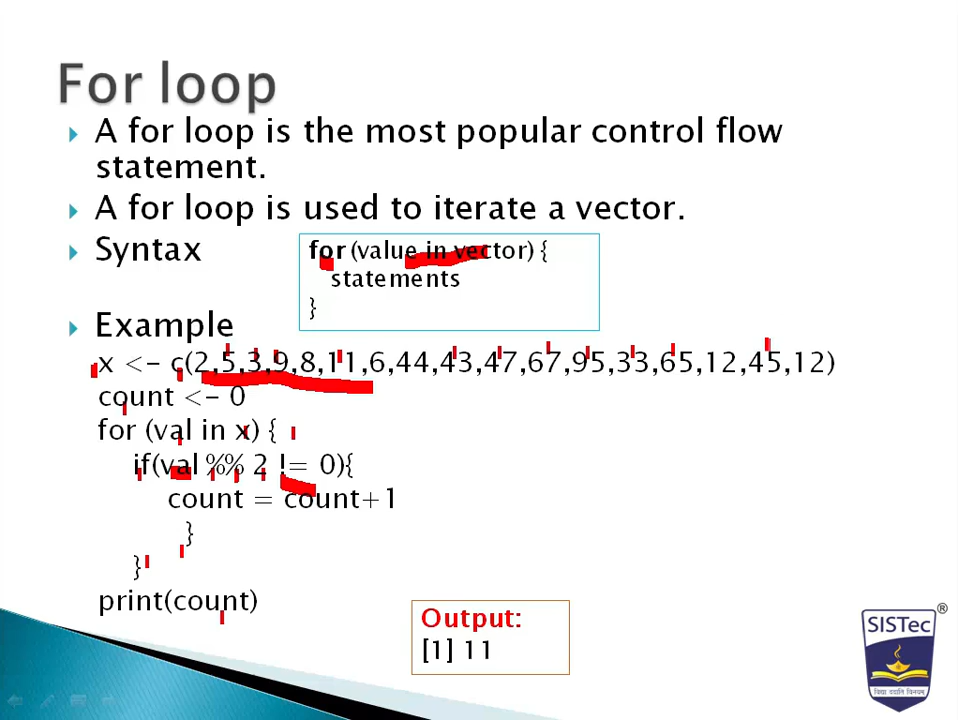 For loop
A for loop is the most popular control flow
statement.
A for loop is used to iterate a vector.
Syntax
for (value in vector) {
statements
}
Example
x <- c(2,5,3,9,8,11,6,44,43,47,67,95,33,65,12,45,12)
count <- 0
for (val in x) {
if(val %% 2 != 0){
count = count+1
}
}
print(count)
Output:
[1] 11
SISTec
®
विद्या ददाति विनयम्